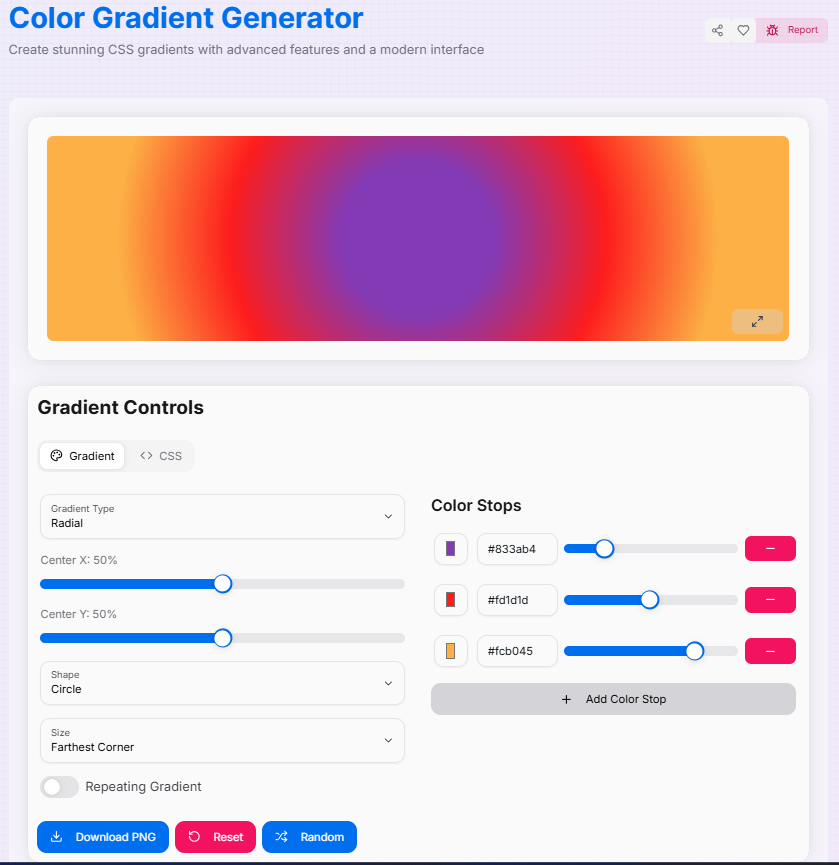 Color Gradient Generator
Create stunning CSS gradients with advanced features and a modern interface
Report
Gradient Controls
Gradient
CSS
Gradient Type
Radial
Center X: 50%
Center Y: 50%
Shape
Circle
Size
Farthest Corner
Repeating Gradient
Color Stops
#833ab4
#fd1d1d
#fcb045
Add Color Stop
Download PNG
Reset
Random